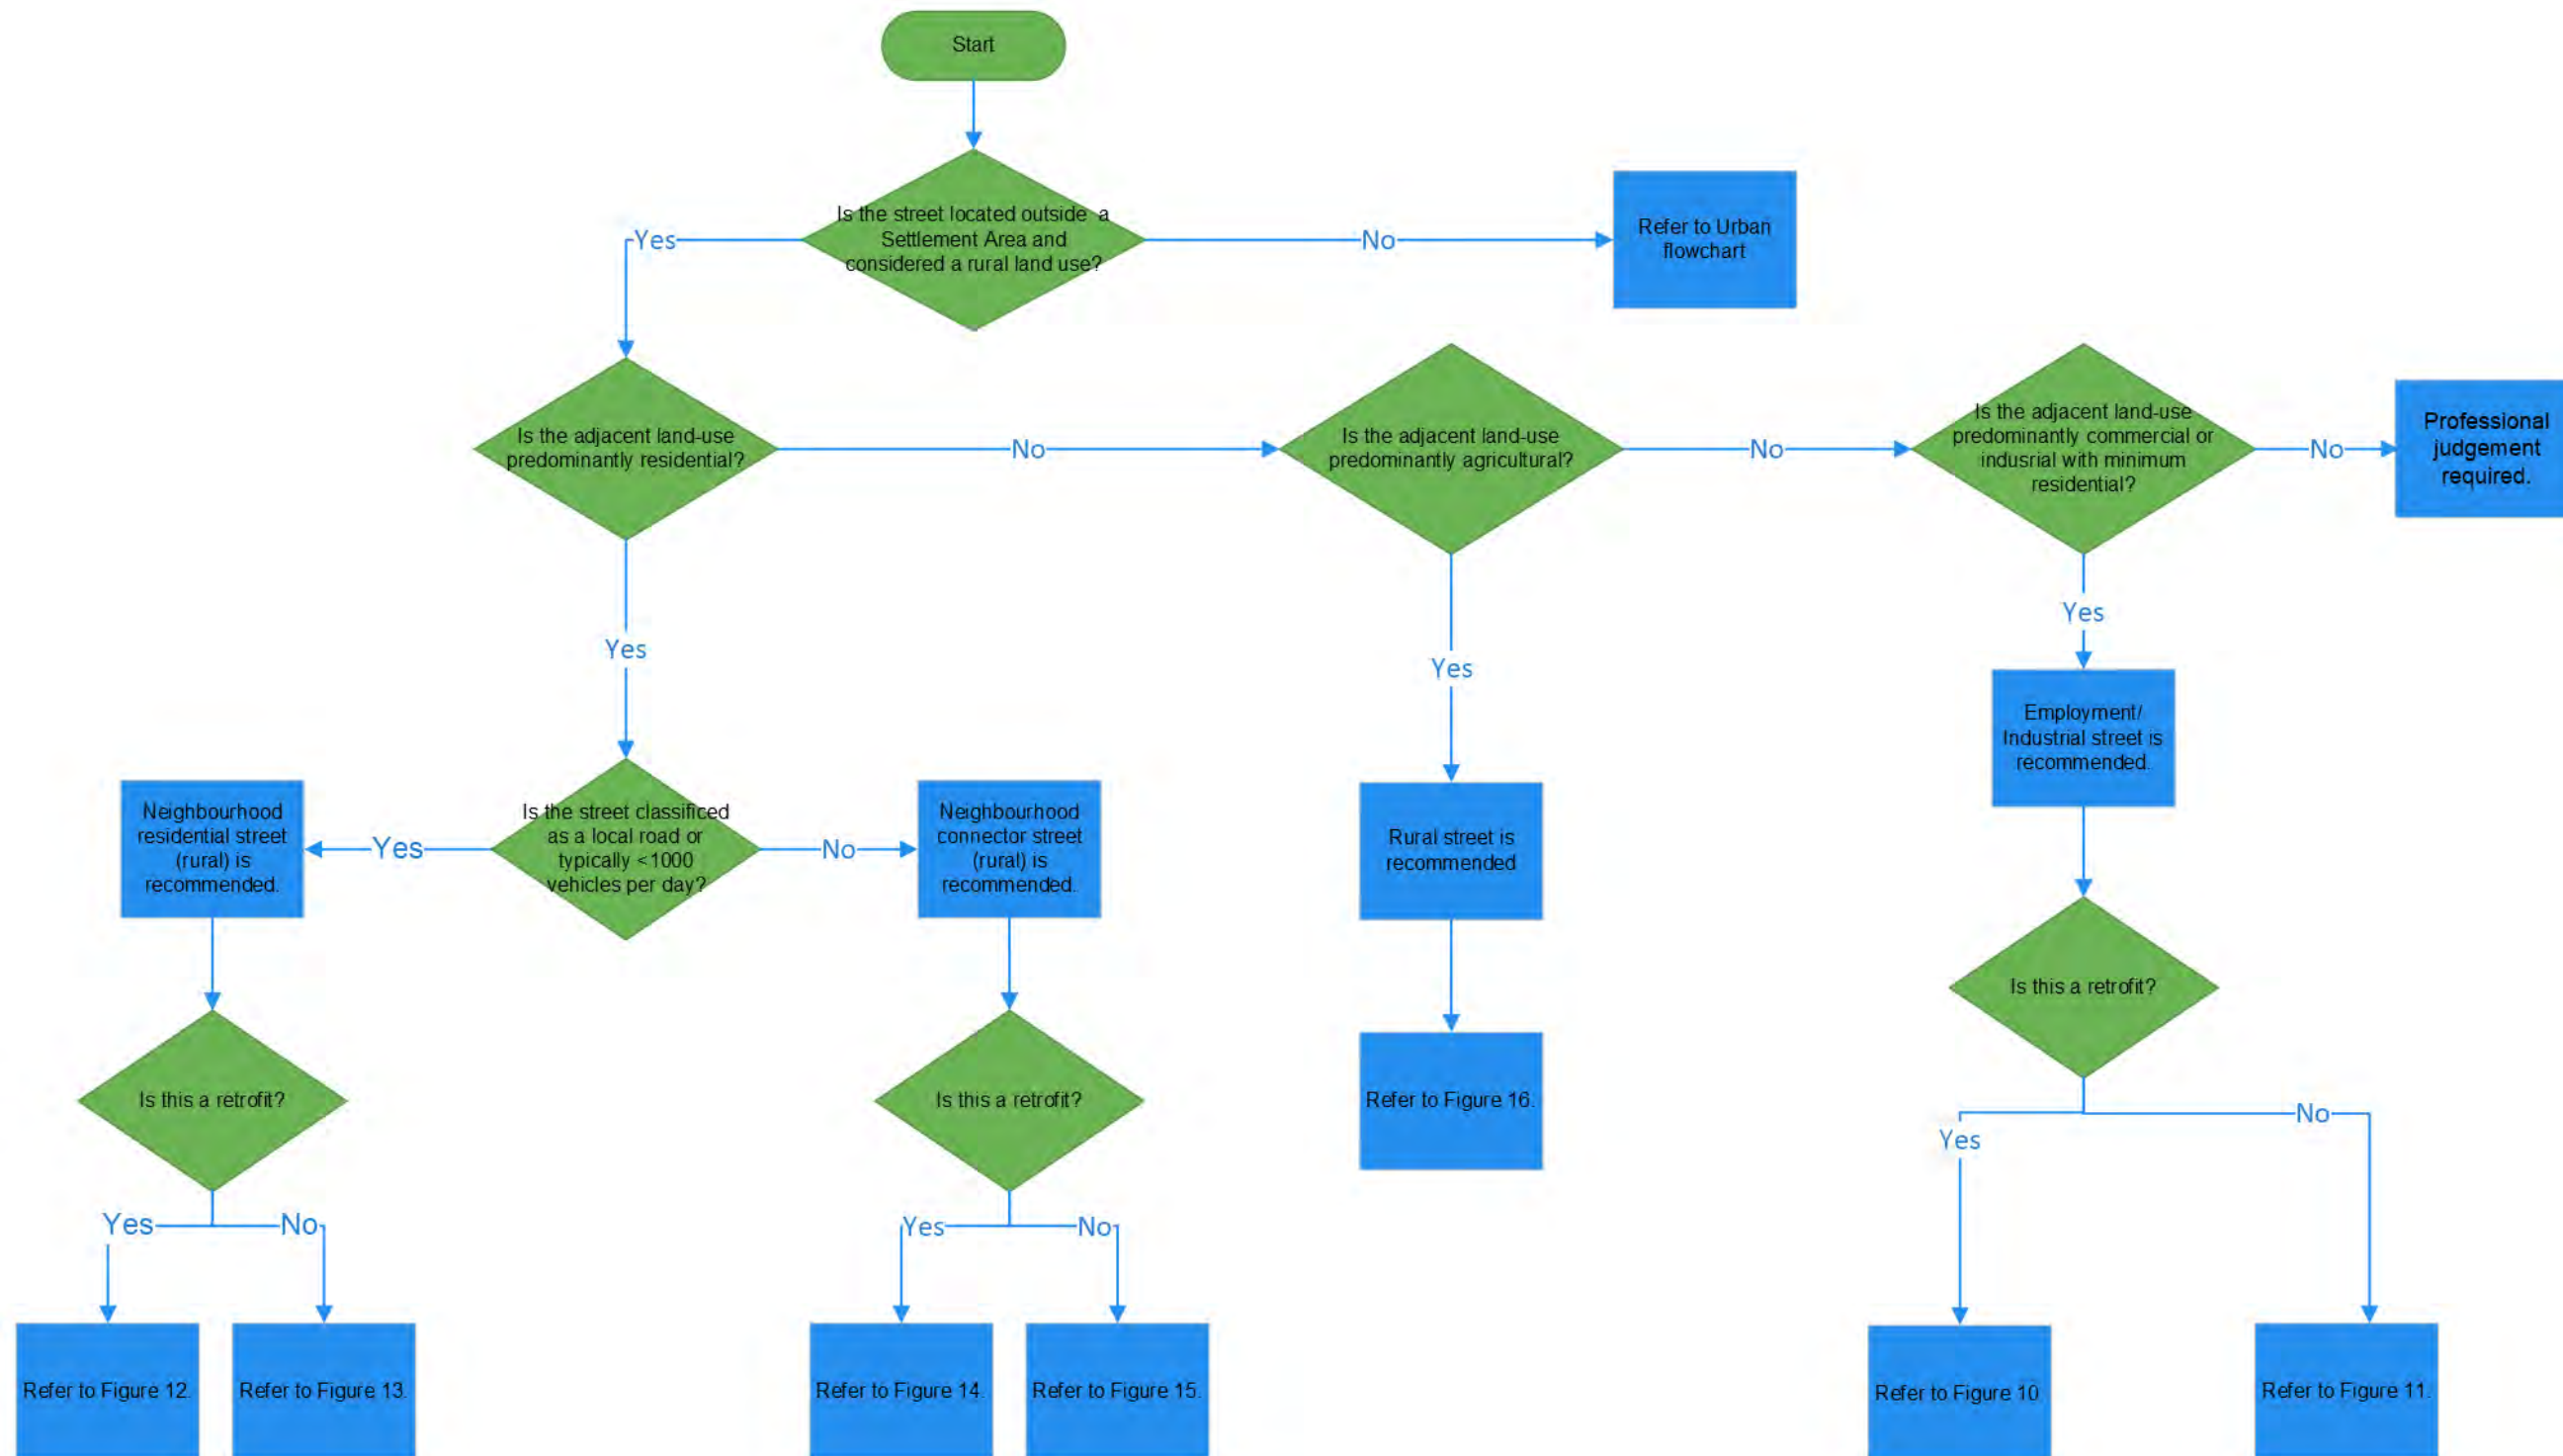 Start
Is the street located outside a
Settlement Area and
considered a rural land use?
Yes
No
Refer to Urban
flowchart
Is the adjacent land-use
predominantly residential?
No
Is the adjacent land-use
predominantly agricultural?
No
Is the adjacent land-use
predominantly commercial or
indusrial with minimum
residential?
No
Professional
judgement
required.
Yes
Yes
Yes
Neighbourhood
residential street
(rural) is
recommended.
Yes
Is the street classificed
as a local road or
typically <1000
vehicles per day?
No
Neighbourhood
connector street
(rural) is
recommended.
Rural street is
recommended
Employment/
Industrial street is
recommended.
Is this a retrofit?
Is this a retrofit?
Refer to Figure 16.
Is this a retrofit?
Yes
No
Yes
No
Yes
No
Refer to Figure 12.
Refer to Figure 13.
Refer to Figure 14.
Refer to Figure 15.
Refer to Figure 10
Refer to Figure 11.